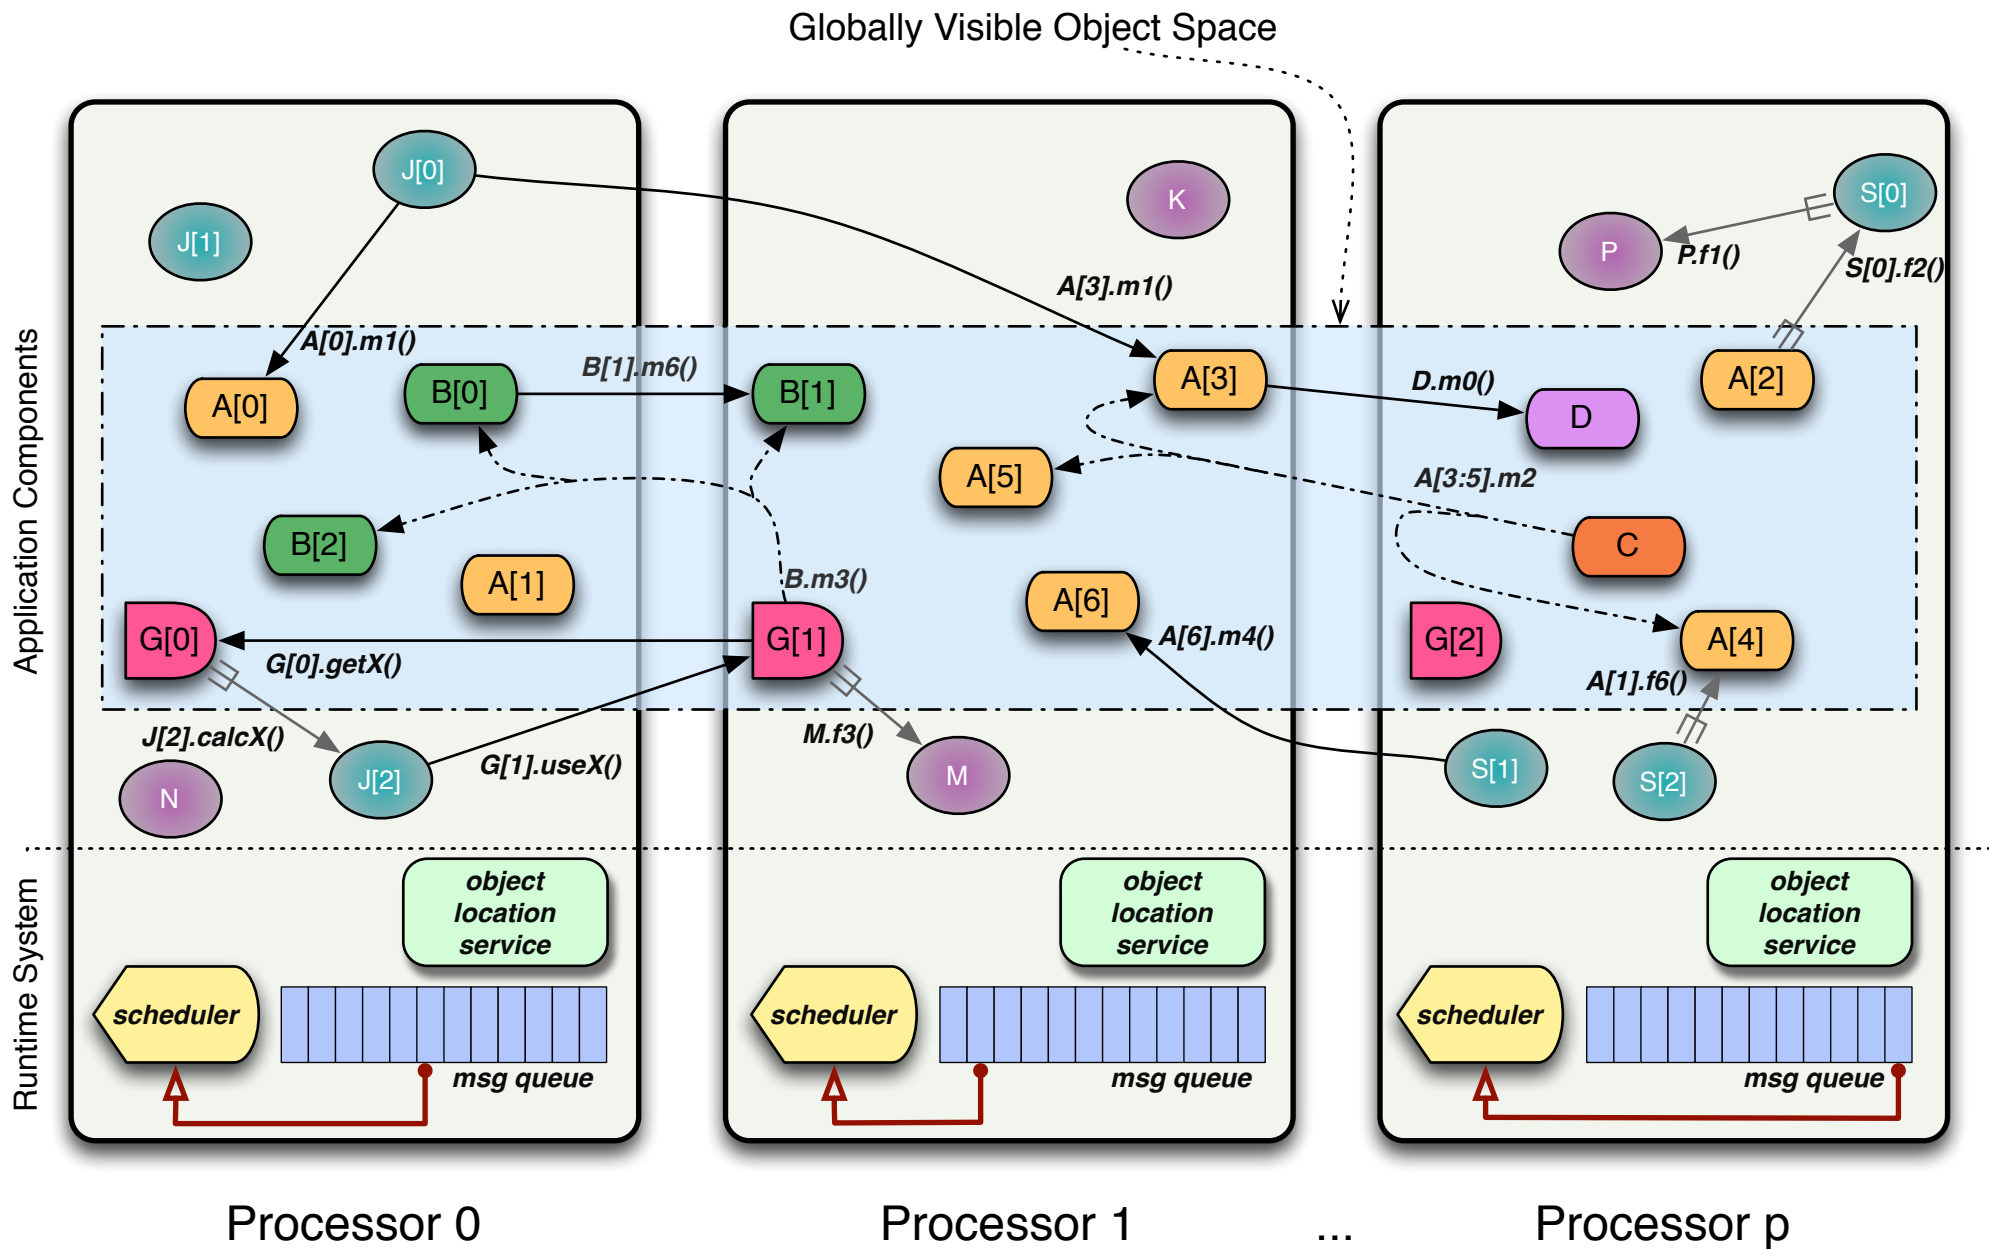 Globally Visible Object Space
J[0]
J[1]
K
S[0]
P
P.f1()
S[0].f2()
A[3].m1()
A[0].m1()
Application Components
A[0]
B[0]
B[1].m6()
B[1]
A[3]
D.m0()
D
A[2]
A[5]
A[3:5].m2
B[2]
A[1]
B.m3()
A[6]
C
G[0]
G[0].getX()
G[1]
A[6].m4()
G[2]
A[4]
A[1].f6()
J[2].calcX()
N
J[2]
G[1].useX()
M.f3()
M
S[1]
S[2]
Runtime System
object
location
service
scheduler
msg queue
object
location
service
scheduler
msg queue
object
location
service
scheduler
msg queue
Processor 0
Processor 1
...
Processor p